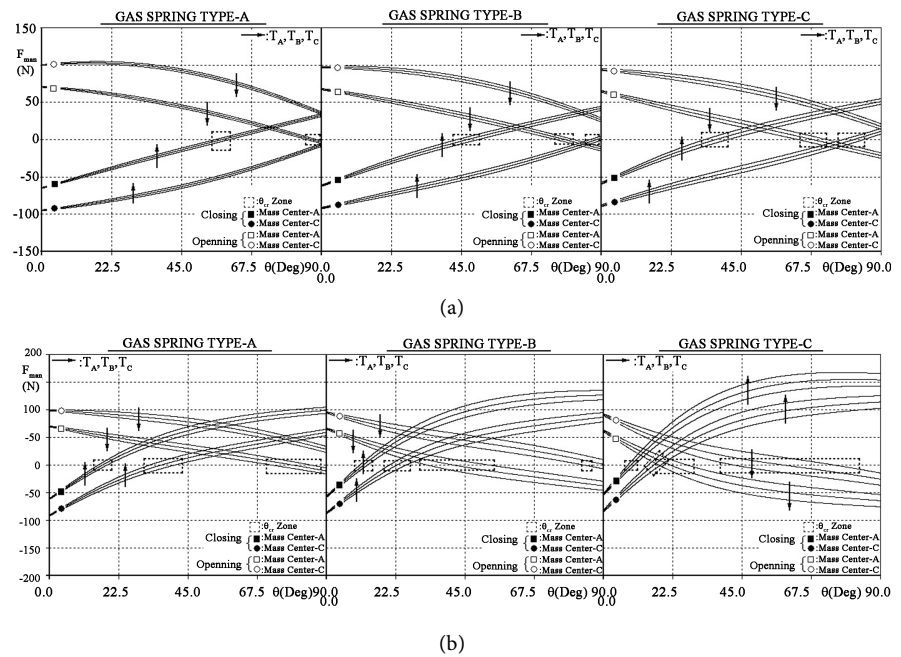 (a)
GAS SPRING TYPE-A GAS SPRING TYPE-B GAS SPRING TYPE-C
:T_A, T_B, T_C :T_A, T_B, T_C :T_A, T_B, T_C
150
F_man
(N)
50
0
-50
-100
-150
:θ_cr Zone :θ_cr Zone :θ_cr Zone
Closing :Mass Center-A Closing :Mass Center-A Closing :Mass Center-A
:Mass Center-C :Mass Center-C :Mass Center-C
Openning :Mass Center-A Openning :Mass Center-A Openning :Mass Center-A
:Mass Center-C :Mass Center-C :Mass Center-C
0.0 22.5 45.0 67.5 θ(Deg) 90.0 22.5 45.0 67.5 θ(Deg) 90.0 22.5 45.0 67.5 θ(Deg) 90.0
0.0 0.0
(a)
GAS SPRING TYPE-A GAS SPRING TYPE-B GAS SPRING TYPE-C
:T_A, T_B, T_C :T_A, T_B, T_C :T_A, T_B, T_C
200
F_man
(N)
100
-50
0
-50
-100
-150
-200
:θ_cr Zone :θ_cr Zone :θ_cr Zone
Closing :Mass Center-A Closing :Mass Center-A Closing :Mass Center-A
:Mass Center-C :Mass Center-C :Mass Center-C
Openning :Mass Center-A Openning :Mass Center-A Openning :Mass Center-A
:Mass Center-C :Mass Center-C :Mass Center-C
0.0 22.5 45.0 67.5 θ(Deg) 90.0 22.5 45.0 67.5 θ(Deg) 90.0 22.5 45.0 67.5 θ(Deg) 90.0
0.0 0.0
(b)